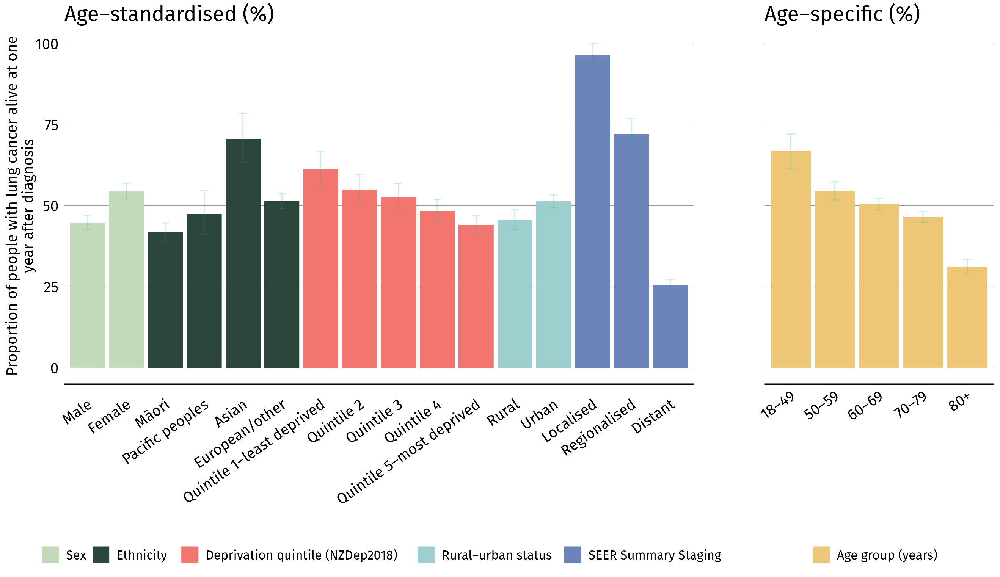 Age–standardised (%)
Age–specific (%)
Proportion of people with lung cancer alive at one
year after diagnosis
100
75
50
25
0
Male
Female
Māori
Pacific peoples
Asian
European/other
Quintile 1–least deprived
Quintile 2
Quintile 3
Quintile 4
Quintile 5–most deprived
Rural
Urban
Localised
Regionalised
Distant
18–49
50–59
60–69
70–79
80+
Sex
Ethnicity
Deprivation quintile (NZDep2018)
Rural–urban status
SEER Summary Staging
Age group (years)